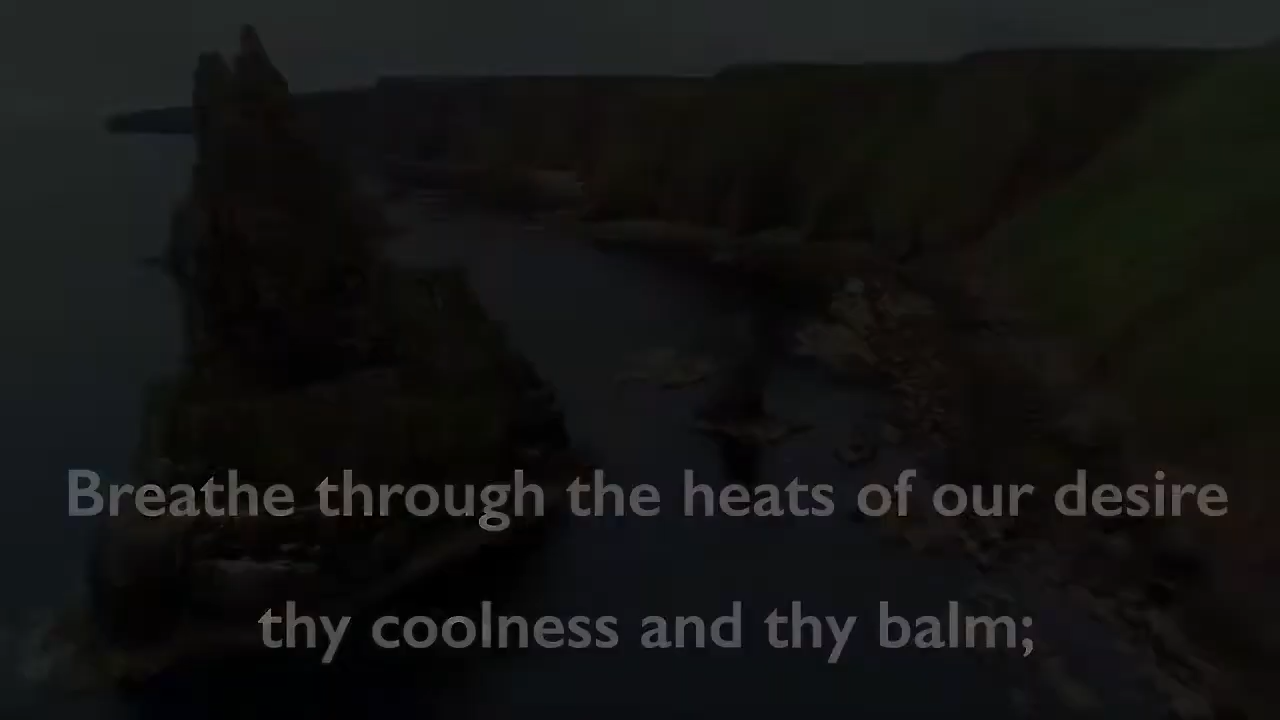 Breathe through the heats of our desire
thy coolness and thy balm;